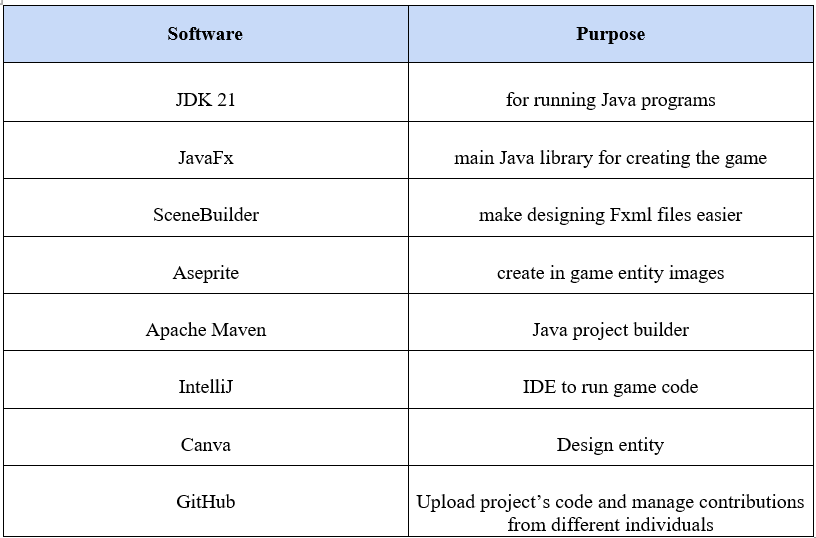 Software Purpose
JDK 21 for running Java programs
JavaFx main Java library for creating the game
SceneBuilder make designing Fxml files easier
Aseprite create in game entity images
Apache Maven Java project builder
IntelliJ IDE to run game code
Canva Design entity
GitHub Upload project’s code and manage contributions
from different individuals